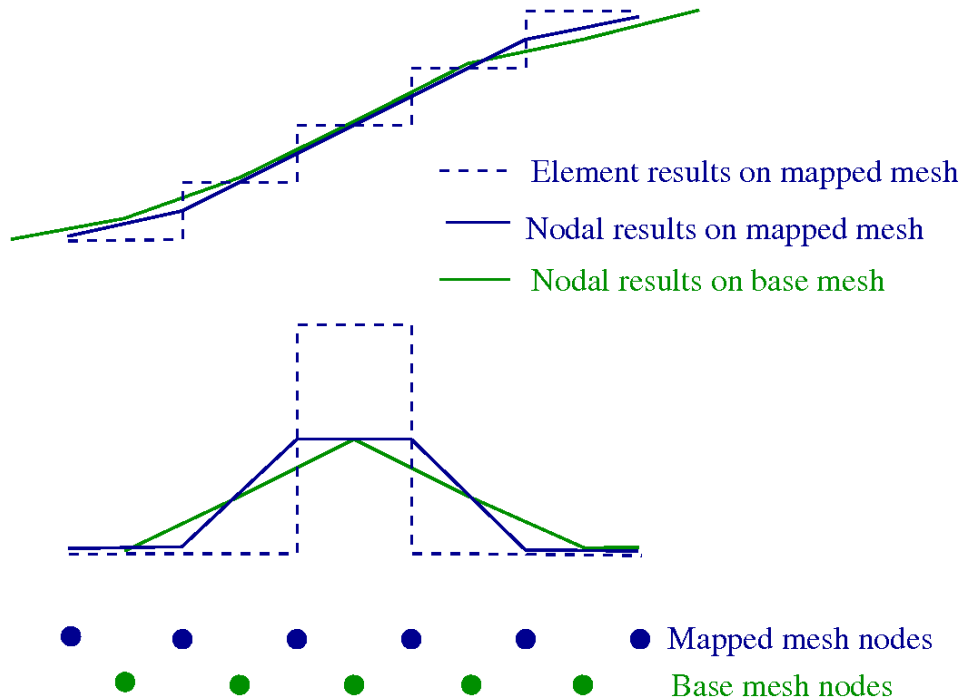 Element results on mapped mesh
Nodal results on mapped mesh
Nodal results on base mesh
Mapped mesh nodes
Base mesh nodes